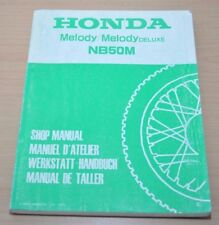 HONDA
Melody Melody DELUXE
NB50M
SHOP MANUAL
MANUEL D'ATELIER
WERKSTATT-HANDBUCH
MANUAL DE TALLER